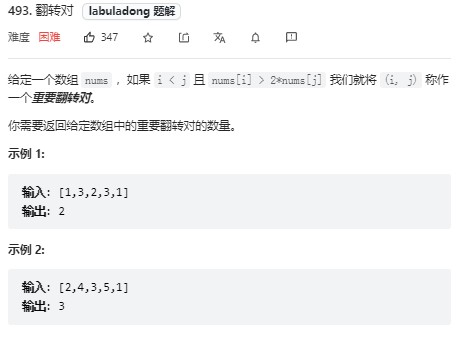 493. 翻转对 labuladong 题解
难度 困难 347
给定一个数组 nums ，如果 i < j 且 nums[i] > 2*nums[j] 我们就将 (i, j) 称作
一个重要翻转对。
你需要返回给定数组中的重要翻转对的数量。
示例 1:
输入: [1,3,2,3,1]
输出: 2
示例 2:
输入: [2,4,3,5,1]
输出: 3